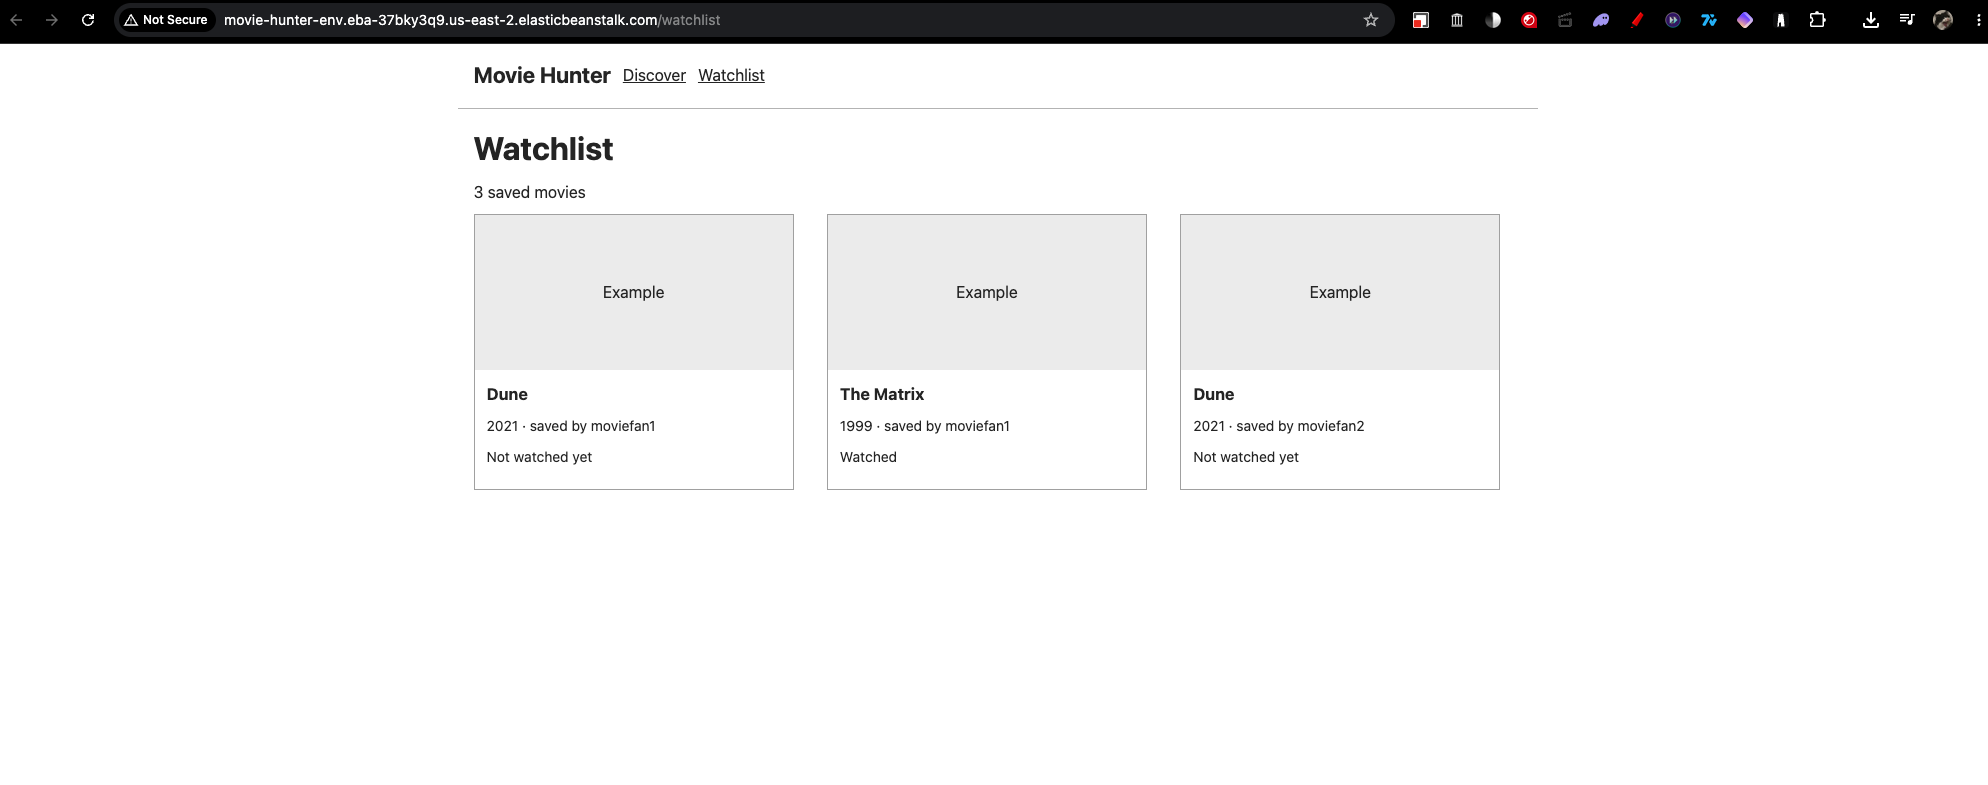 Not Secure movie-hunter-env.eba-37bky3q9.us-east-2.elasticbeanstalk.com/watchlist
Movie Hunter Discover Watchlist
Watchlist
3 saved movies
Example
Dune
2021 · saved by moviefan1
Not watched yet
Example
The Matrix
1999 · saved by moviefan1
Watched
Example
Dune
2021 · saved by moviefan2
Not watched yet